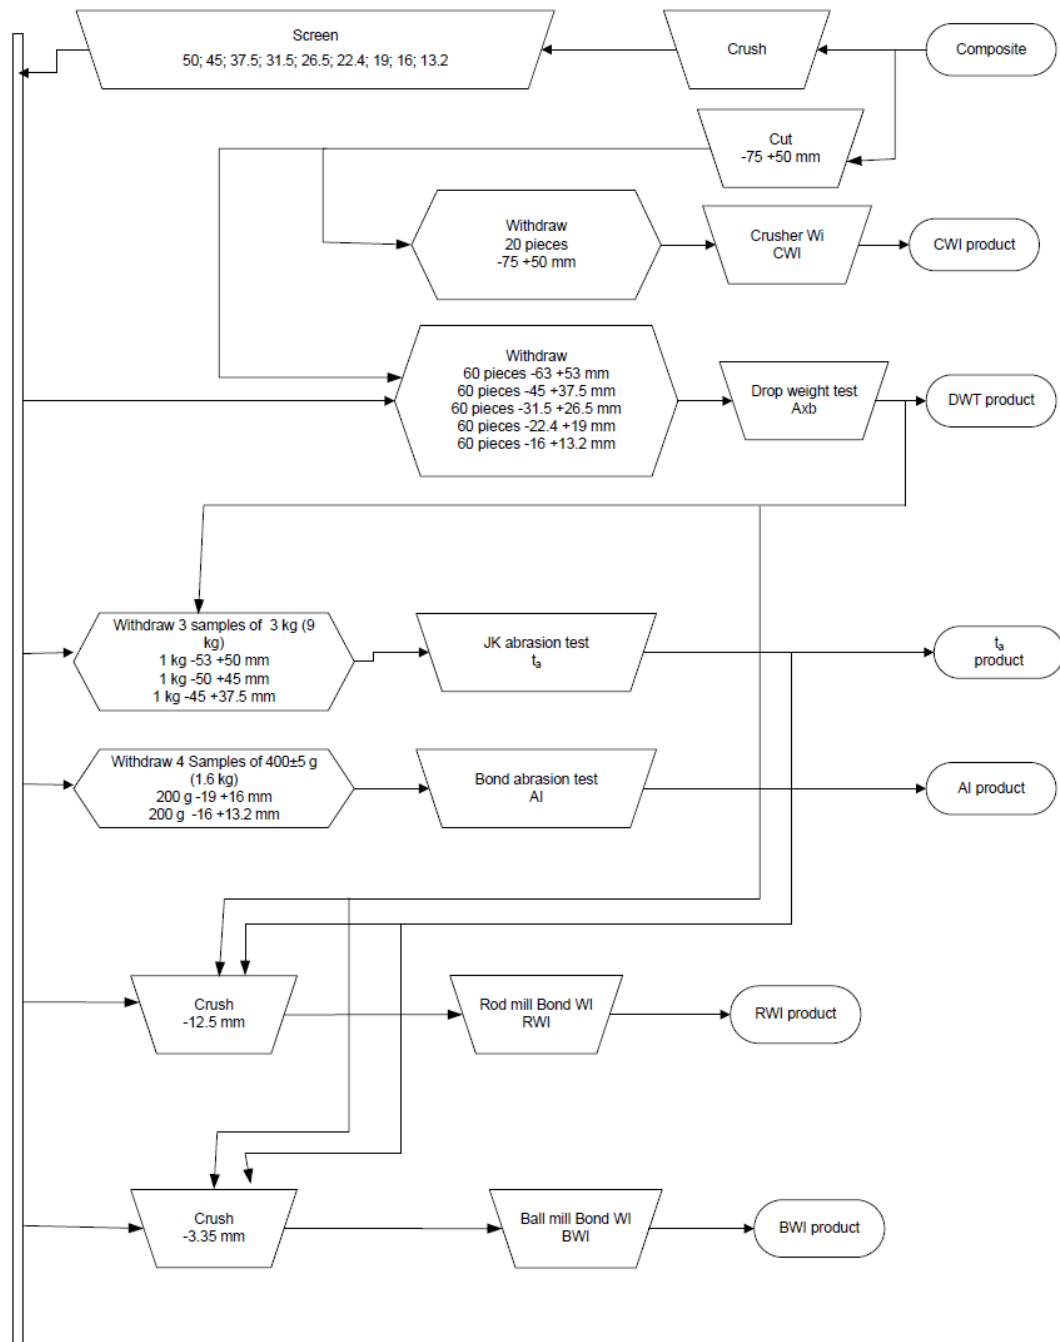 Screen
50; 45; 37.5; 31.5; 26.5; 22.4; 19; 16; 13.2
Crush
Composite
Cut
-75 +50 mm
Withdraw
20 pieces
-75 +50 mm
Crusher Wi
CWI
CWI product
Withdraw
60 pieces -63 +53 mm
60 pieces -45 +37.5 mm
60 pieces -31.5 +26.5 mm
60 pieces -22.4 +19 mm
60 pieces -16 +13.2 mm
Drop weight test
Axb
DWT product
Withdraw 3 samples of 3 kg (9
kg)
1 kg -53 +50 mm
1 kg -50 +45 mm
1 kg -45 +37.5 mm
JK abrasion test
ta
ta
product
Withdraw 4 Samples of 400±5 g
(1.6 kg)
200 g -19 +16 mm
200 g -16 +13.2 mm
Bond abrasion test
AI
AI product
Crush
-12.5 mm
Rod mill Bond WI
RWI
RWI product
Crush
-3.35 mm
Ball mill Bond WI
BWI
BWI product